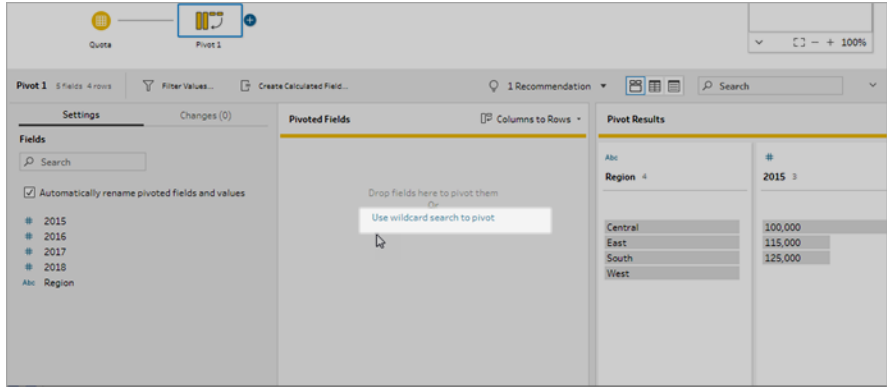 Quota
Pivot 1
100%
Pivot 1 5 fields 4 rows
Filter Values...
Create Calculated Field...
1 Recommendation
Search
Settings
Changes (0)
Fields
Search
Automatically rename pivoted fields and values
# 2015
# 2016
# 2017
# 2018
Abc Region
Pivoted Fields
Columns to Rows
Drop fields here to pivot them
Or
Use wildcard search to pivot
Pivot Results
Abc
Region 4
Central
East
South
West
#
2015 3
100,000
115,000
125,000